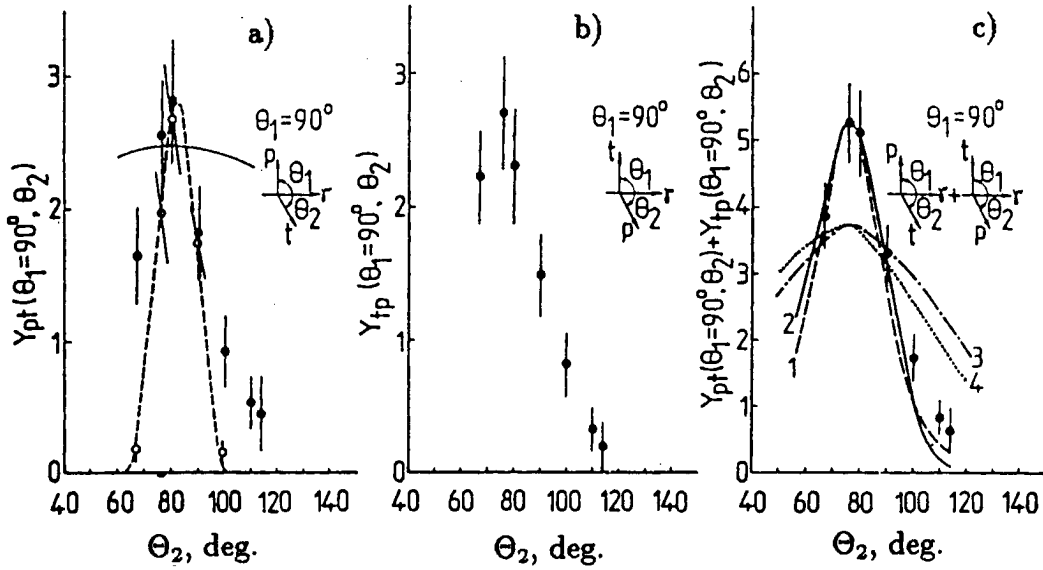 a)
Ypt(θ1=90°, θ2)
3
2
1
0
40 60 80 100 120
Θ2, deg.
θ1=90°
p
θ1
r
θ2
t
b)
Ytp(θ1=90°, θ2)
3
2
1
0
40 60 80 100 120
Θ2, deg.
θ1=90°
t
θ1
r
θ2
p
c)
Ypt(θ1=90°, θ2)+Ytp(θ1=90°, θ2)
6
5
4
3
2
1
0
40 60 80 100 120
Θ2, deg.
θ1=90°
p t
θ1 θ1
r + r
θ2 θ2
t p
2
1
3
4